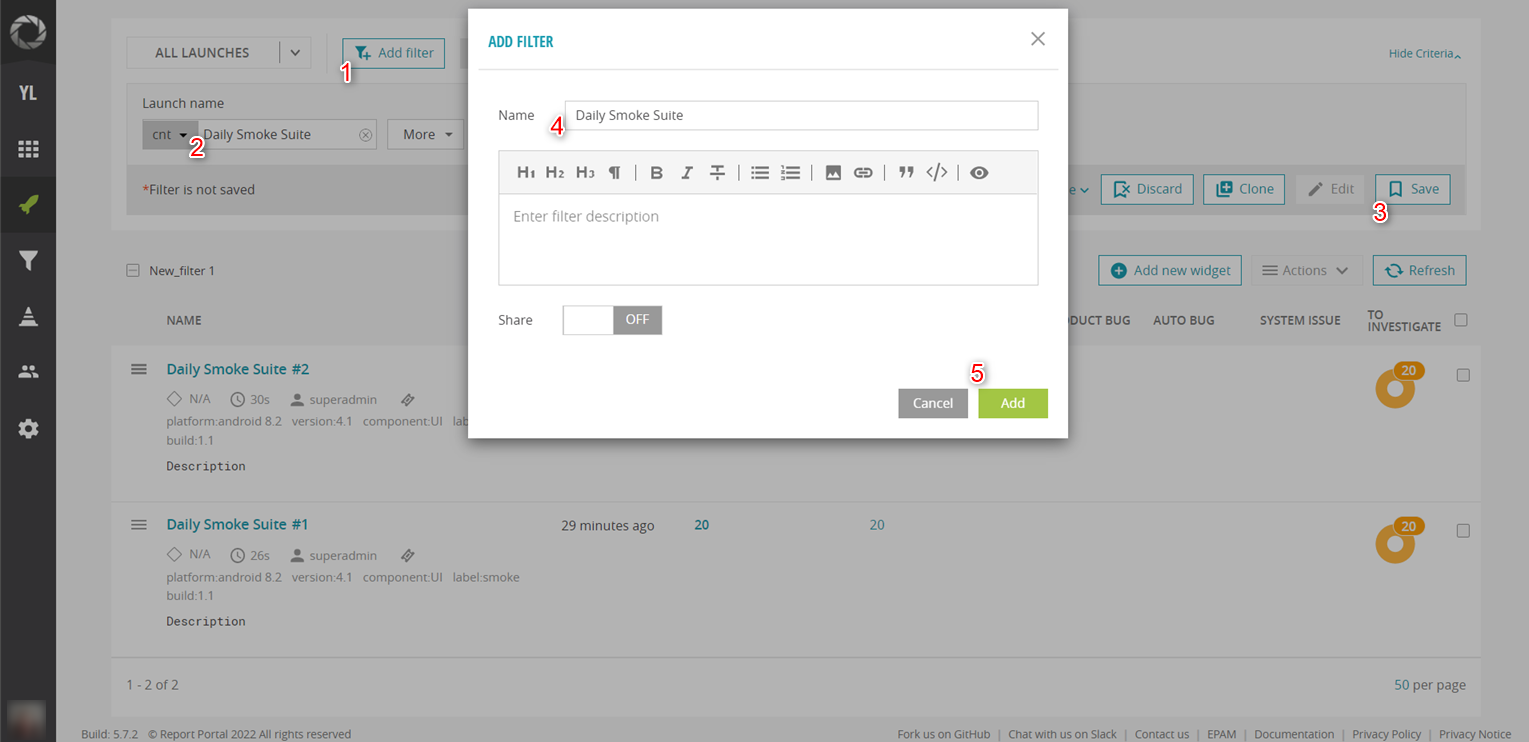 ALL LAUNCHES
Add filter
1
Hide Criteria
YL
Launch name
cnt
Daily Smoke Suite
More
2
*Filter is not saved
Discard
Clone
Edit
Save
3
ADD FILTER
Name
Daily Smoke Suite
4
H1 H2 H3 ¶ B I T
Enter filter description
Share
OFF
5
Cancel
Add
New_filter 1
Add new widget
Actions
Refresh
NAME
AUTO BUG
BUG
SYSTEM ISSUE
TO
INVESTIGATE
Daily Smoke Suite #2
20
N/A 30s superadmin
platform:android 8.2 version:4.1 component:UI
build:1.1
Description
Daily Smoke Suite #1
29 minutes ago
20
20
20
N/A 26s superadmin
platform:android 8.2 version:4.1 component:UI label:smoke
build:1.1
Description
1 - 2 of 2
50 per page
Build: 5.7.2 © Report Portal 2022 All rights reserved
Fork us on GitHub | Chat with us on Slack | Contact us | EPAM | Documentation | Privacy Policy | Privacy Notice